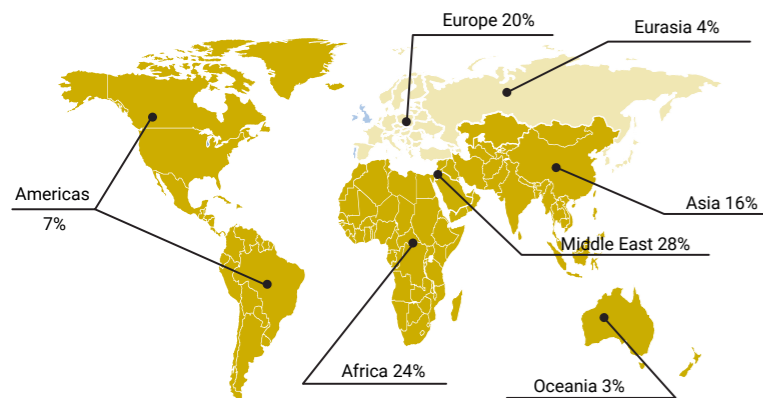 Europe 20%
Eurasia 4%
Americas
7%
Asia 16%
Middle East 28%
Africa 24%
Oceania 3%